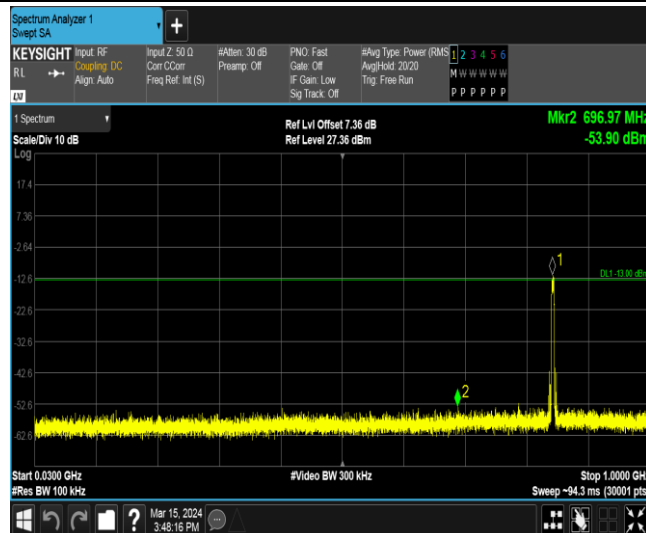 Spectrum Analyzer 1
Swept SA
+
KEYSIGHT
RL
LXI
Input: RF
Coupling: DC
Align: Auto
Input Z: 50 Ω
Corr CCorr
Freq Ref: Int (S)
#Atten: 30 dB
Preamp: Off
PNO: Fast
Gate: Off
IF Gain: Low
Sig Track: Off
#Avg Type: Power (RMS
Avg|Hold: 20/20
Trig: Free Run
1 2 3 4 5 6
M W W W W W
P P P P P P
1 Spectrum
Scale/Div 10 dB
Log
Ref Lvl Offset 7.36 dB
Ref Level 27.36 dBm
Mkr2 696.97 MHz
-53.90 dBm
17.4
7.36
-2.64
1
DL1 -13.00 dBm
-12.6
-22.6
-32.6
-42.6
2
-52.6
-62.6
Start 0.0300 GHz
#Res BW 100 kHz
#Video BW 300 kHz
Stop 1.0000 GHz
Sweep ~94.3 ms (30001 pts
?
Mar 15, 2024
3:48:16 PM